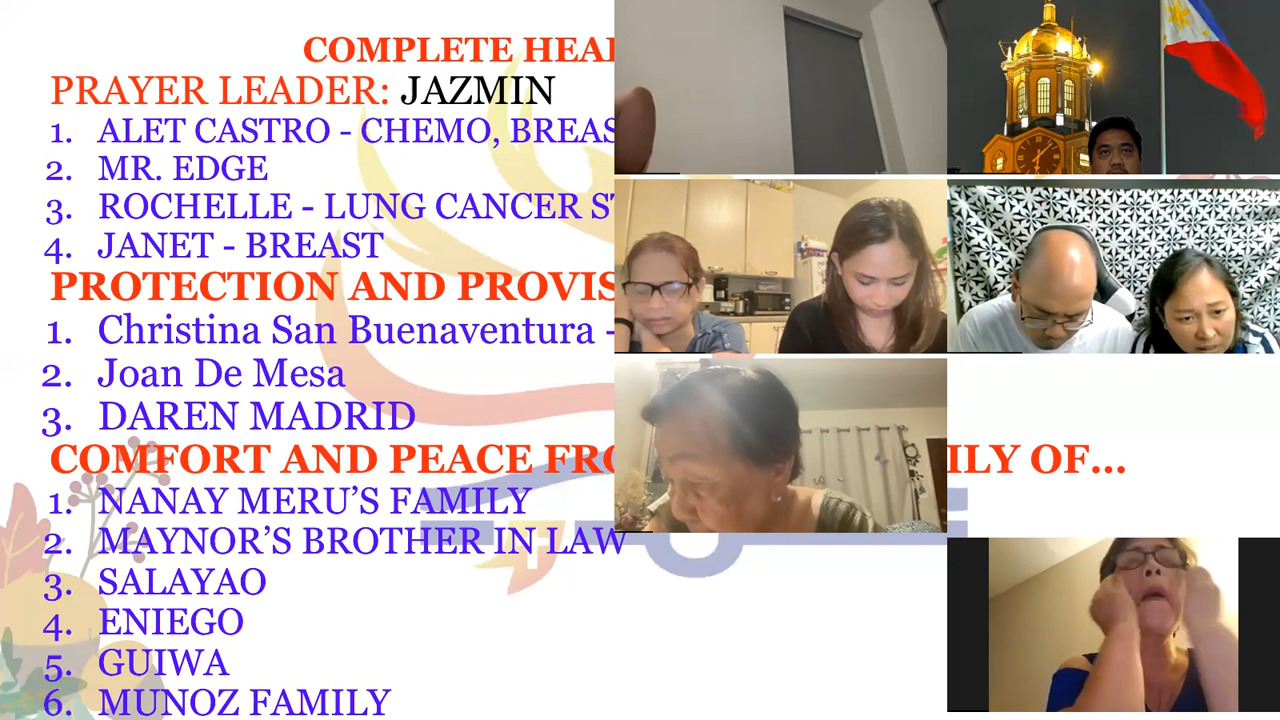 COMPLETE HEA
PRAYER LEADER: JAZMIN
1. ALET CASTRO - CHEMO, BREAS
2. MR. EDGE
3. ROCHELLE - LUNG CANCER ST
4. JANET - BREAST
PROTECTION AND PROVIS
1. Christina San Buenaventura -
2. Joan De Mesa
3. DAREN MADRID
COMFORT AND PEACE FRO ILY OF...
1. NANAY MERU'S FAMILY
2. MAYNOR'S BROTHER IN LAW
3. SALAYAO
4. ENIEGO
5. GUIWA
6. MUNOZ FAMILY